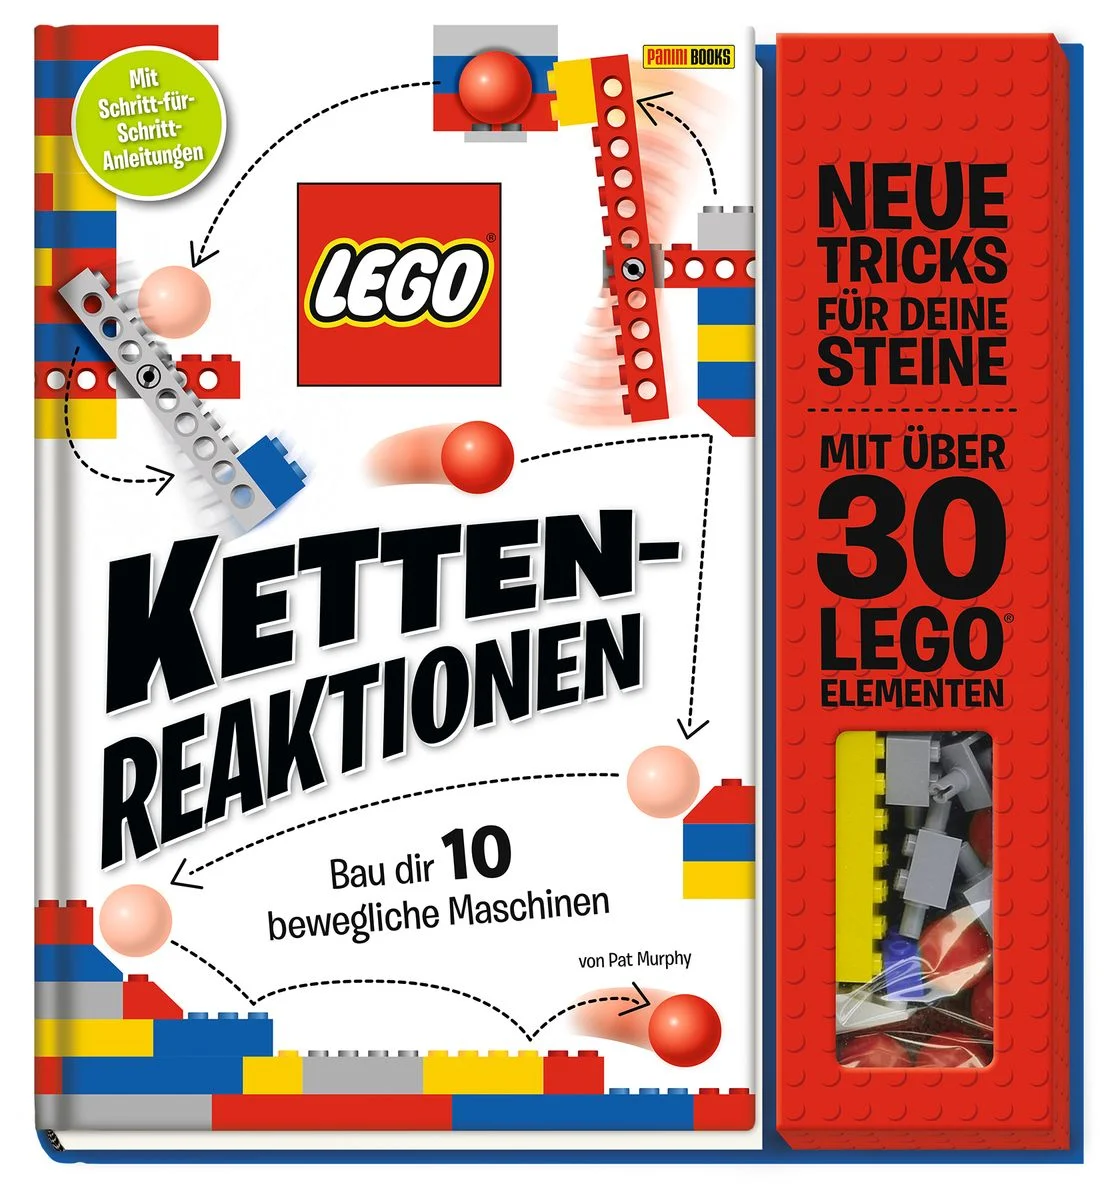 Mit
Schritt-für-
Schritt-
Anleitungen
PANINI BOOKS
LEGO®
KETTEN-
REAKTIONEN
Bau dir 10
bewegliche Maschinen
von Pat Murphy
NEUE
TRICKS
FÜR DEINE
STEINE
MIT ÜBER
30
LEGO®
ELEMENTEN